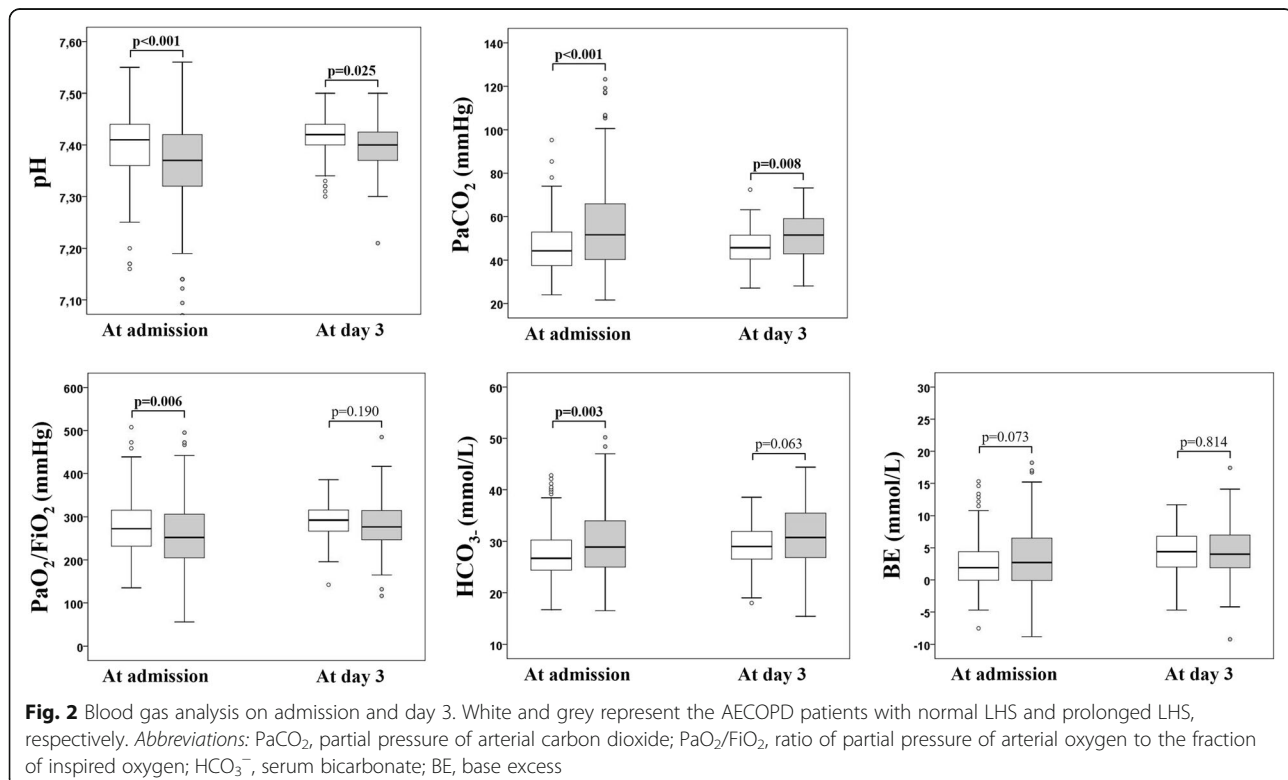 7,60
7,50
7,40
7,30
7,20
7,10
pH
p<0.001
p=0.025
At admission
At day 3
140
120
100
80
60
40
20
PaCO₂ (mmHg)
p<0.001
p=0.008
At admission
At day 3
600
500
400
300
200
100
0
PaO₂/FiO₂ (mmHg)
p=0.006
p=0.190
At admission
At day 3
60
50
40
30
20
10
HCO₃₋ (mmol/L)
p=0.003
p=0.063
At admission
At day 3
30
25
20
15
10
5
0
-5
-10
BE (mmol/L)
p=0.073
p=0.814
At admission
At day 3
Fig. 2 Blood gas analysis on admission and day 3. White and grey represent the AECOPD patients with normal LHS and prolonged LHS,
respectively. Abbreviations: PaCO₂, partial pressure of arterial carbon dioxide; PaO₂/FiO₂, ratio of partial pressure of arterial oxygen to the fraction
of inspired oxygen; HCO₃⁻, serum bicarbonate; BE, base excess